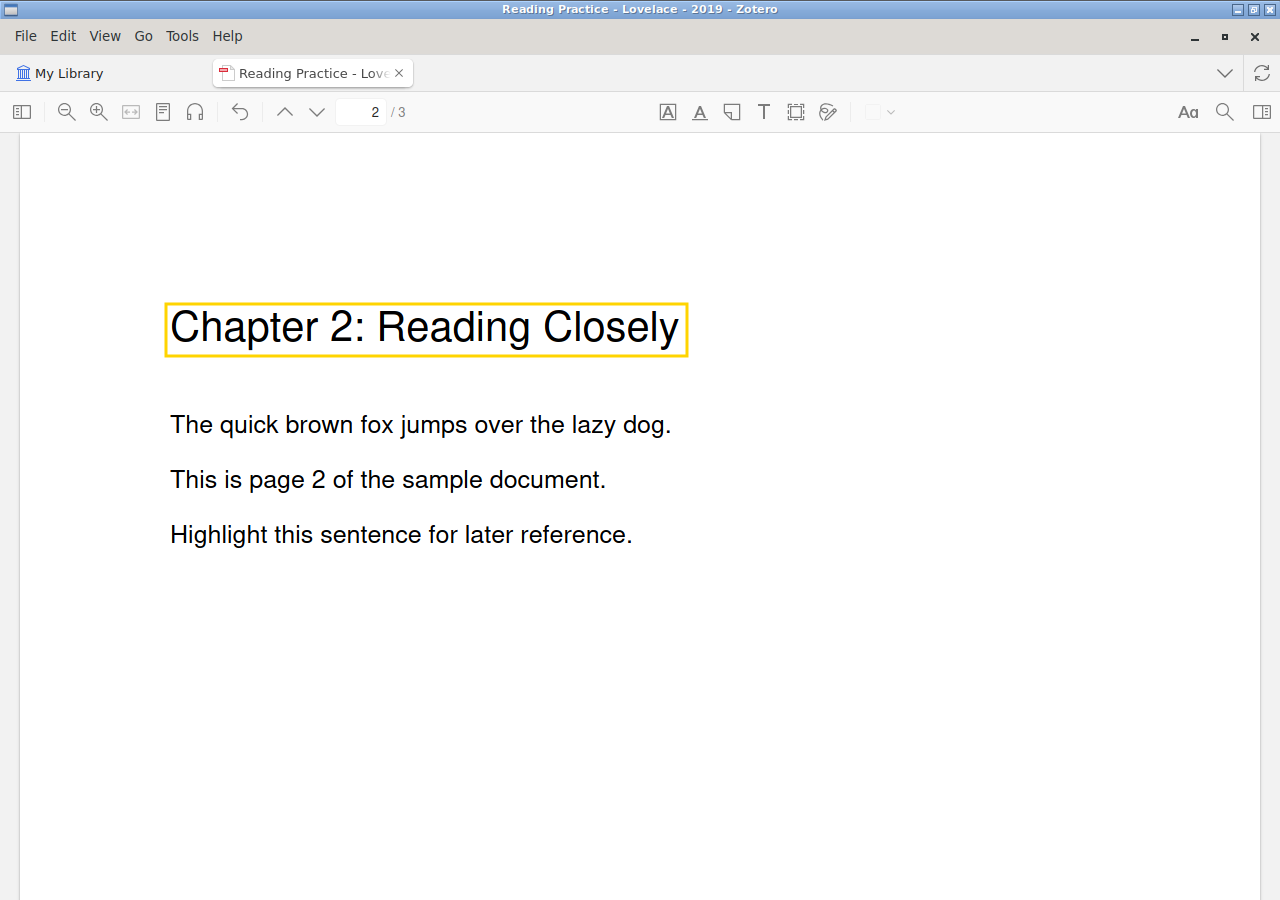 Reading Practice - Lovelace - 2019 - Zotero
File Edit View Go Tools Help
My Library
Reading Practice - Love
2 / 3
Aa
Chapter 2: Reading Closely
The quick brown fox jumps over the lazy dog.
This is page 2 of the sample document.
Highlight this sentence for later reference.